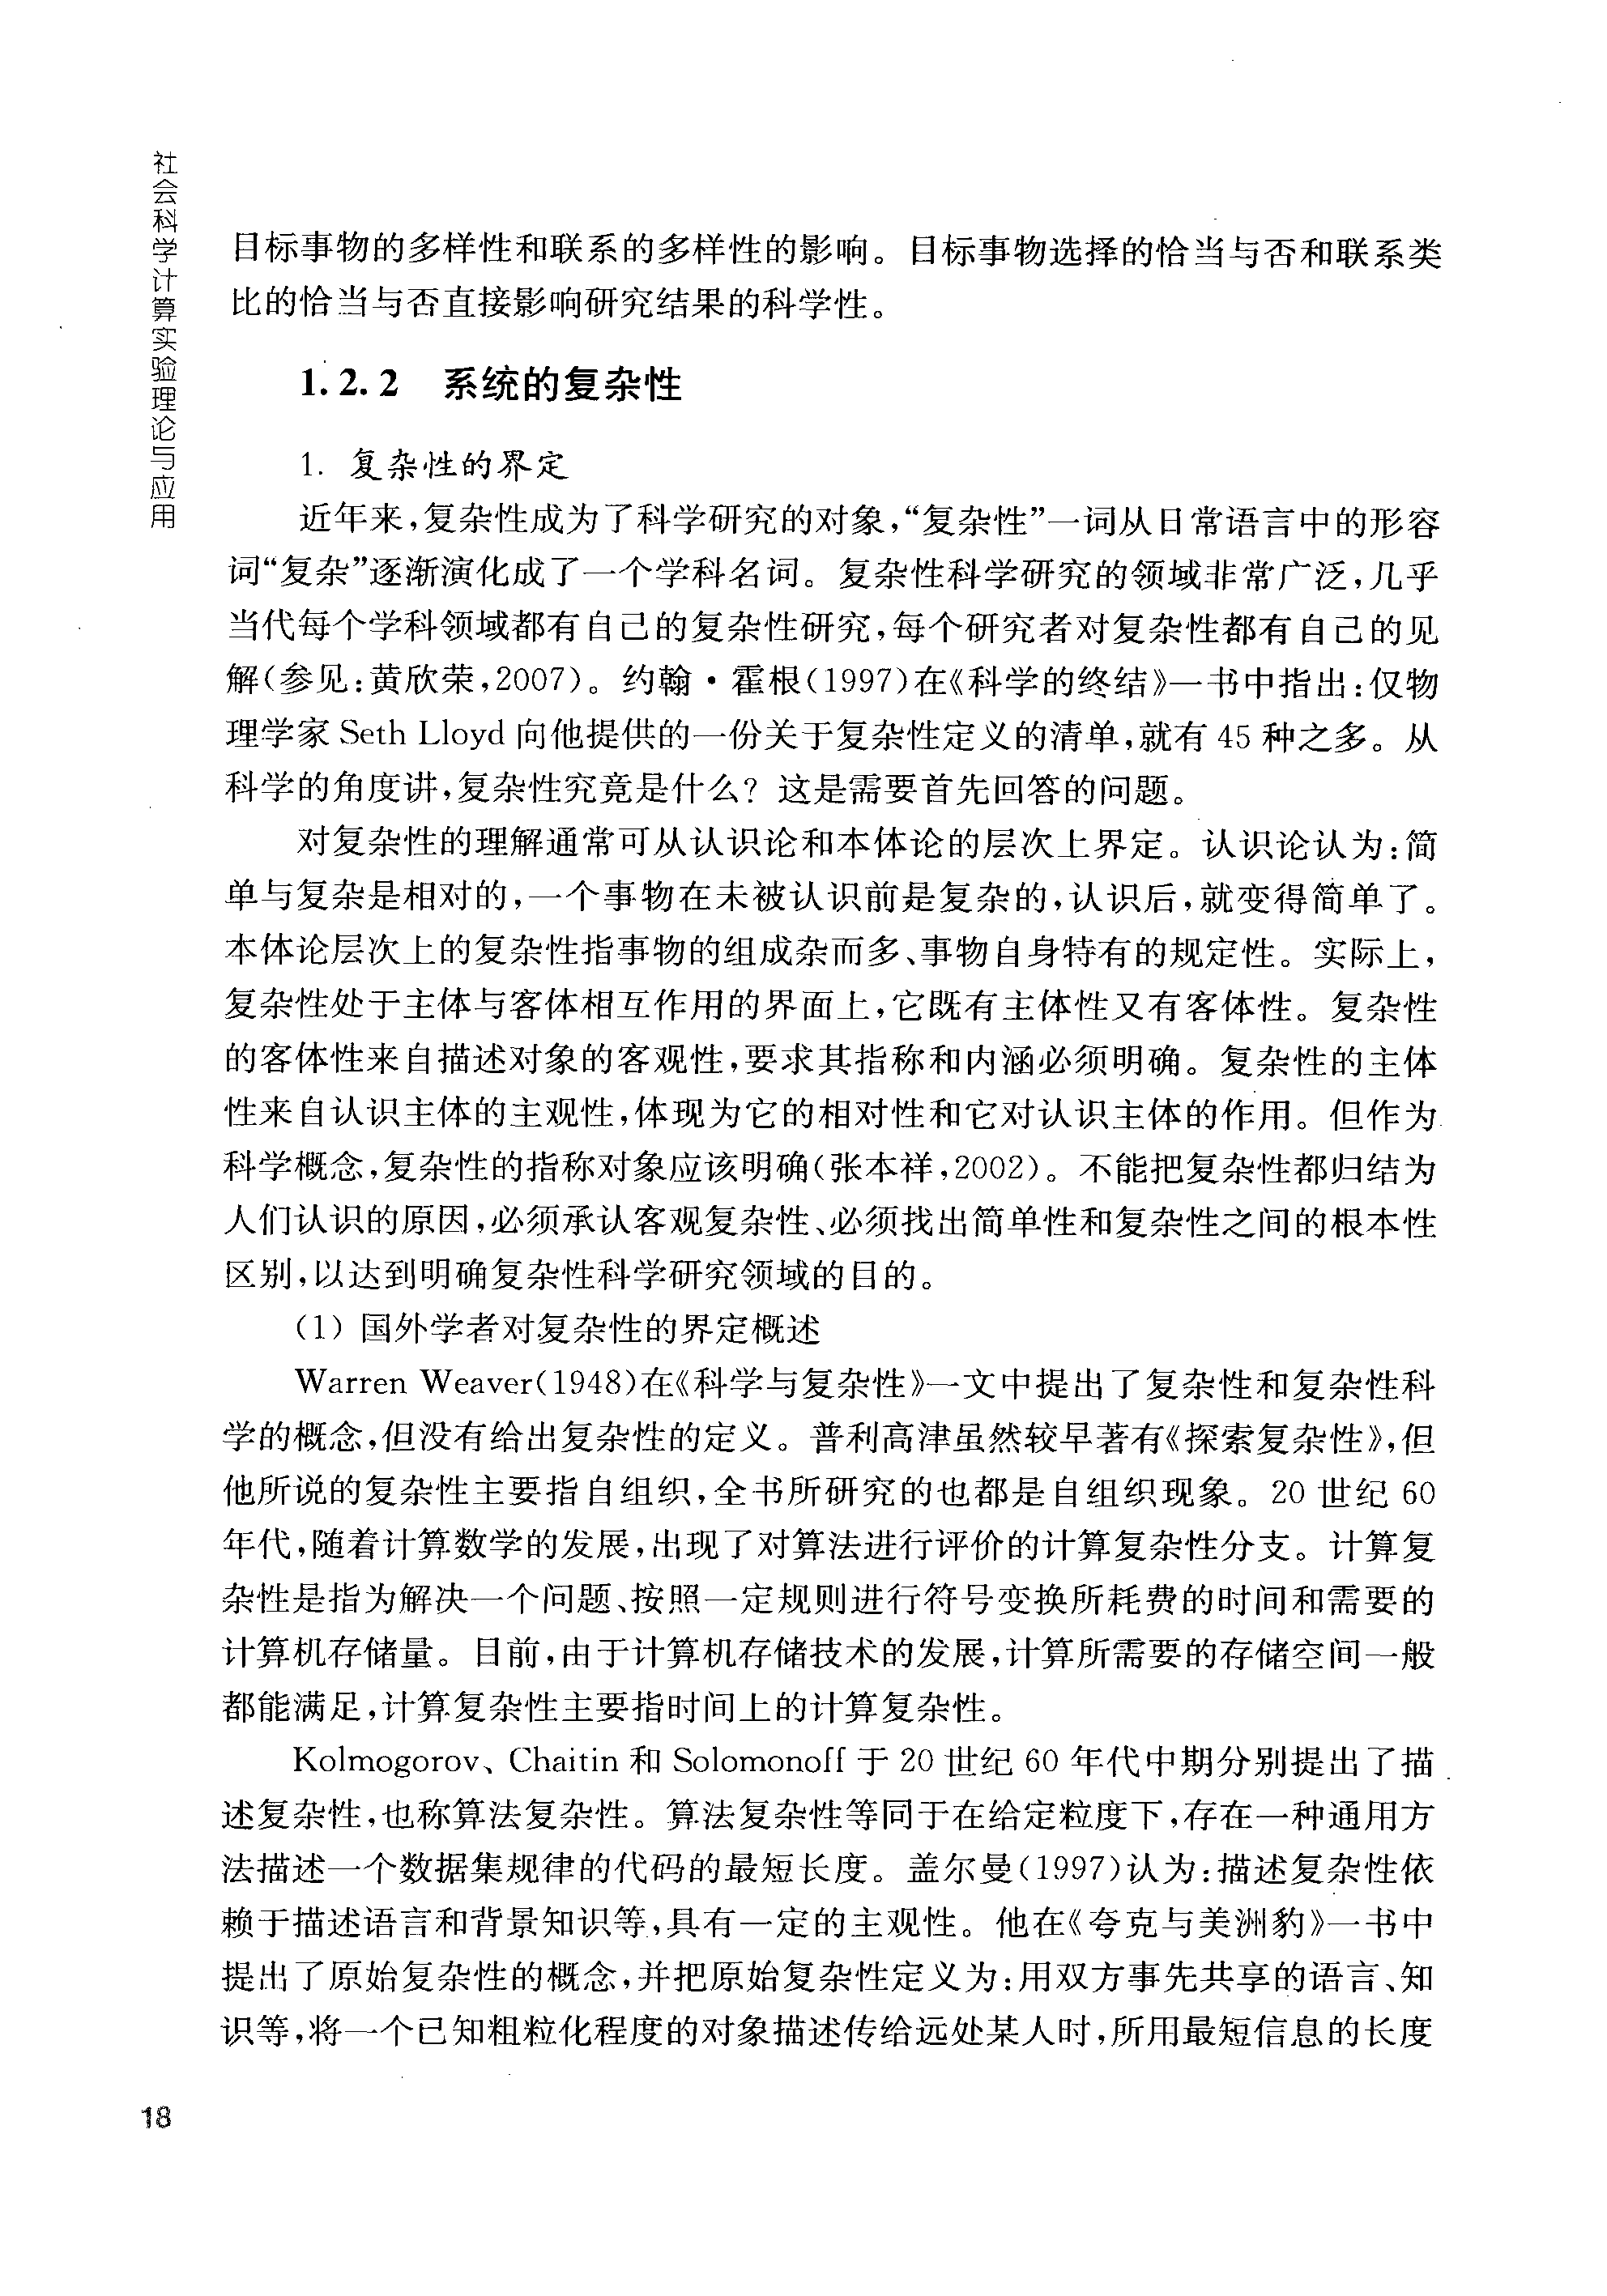 社会科学计算实验理论与应用
目标事物的多样性和联系的多样性的影响。目标事物选择的恰当与否和联系类
比的恰当与否直接影响研究结果的科学性。
1.2.2 系统的复杂性
1. 复杂性的界定
近年来,复杂性成为了科学研究的对象,“复杂性”一词从日常语言中的形容
词“复杂”逐渐演化成了一个学科名词。复杂性科学研究的领域非常广泛,几乎
当代每个学科领域都有自己的复杂性研究,每个研究者对复杂性都有自己的见
解(参见:黄欣荣,2007)。约翰·霍根(1997)在《科学的终结》一书中指出:仅物
理学家 Seth Lloyd 向他提供的一份关于复杂性定义的清单,就有 45 种之多。从
科学的角度讲,复杂性究竟是什么?这是需要首先回答的问题。
对复杂性的理解通常可从认识论和本体论的层次上界定。认识论认为:简
单与复杂是相对的,一个事物在未被认识前是复杂的,认识后,就变得简单了。
本体论层次上的复杂性指事物的组成杂而多、事物自身特有的规定性。实际上,
复杂性处于主体与客体相互作用的界面上,它既有主体性又有客体性。复杂性
的客体性来自描述对象的客观性,要求其指称和内涵必须明确。复杂性的主体
性来自认识主体的主观性,体现为它的相对性和它对认识主体的作用。但作为
科学概念,复杂性的指称对象应该明确(张本祥,2002)。不能把复杂性都归结为
人们认识的原因,必须承认客观复杂性、必须找出简单性和复杂性之间的根本性
区别,以达到明确复杂性科学研究领域的目的。
(1) 国外学者对复杂性的界定概述
Warren Weaver(1948)在《科学与复杂性》一文中提出了复杂性和复杂性科
学的概念,但没有给出复杂性的定义。普利高津虽然较早著有《探索复杂性》,但
他所说的复杂性主要指自组织,全书所研究的也都是自组织现象。20 世纪 60
年代,随着计算数学的发展,出现了对算法进行评价的计算复杂性分支。计算复
杂性是指为解决一个问题、按照一定规则进行符号变换所耗费的时间和需要的
计算机存储量。目前,由于计算机存储技术的发展,计算所需要的存储空间一般
都能满足,计算复杂性主要指时间上的计算复杂性。
Kolmogorov、Chaitin 和 Solomonoff 于 20 世纪 60 年代中期分别提出了描
述复杂性,也称算法复杂性。算法复杂性等同于在给定粒度下,存在一种通用方
法描述一个数据集规律的代码的最短长度。盖尔曼(1997)认为:描述复杂性依
赖于描述语言和背景知识等,具有一定的主观性。他在《夸克与美洲豹》一书中
提出了原始复杂性的概念,并把原始复杂性定义为:用双方事先共享的语言、知
识等,将一个已知粗粒化程度的对象描述传给远处某人时,所用最短信息的长度
18